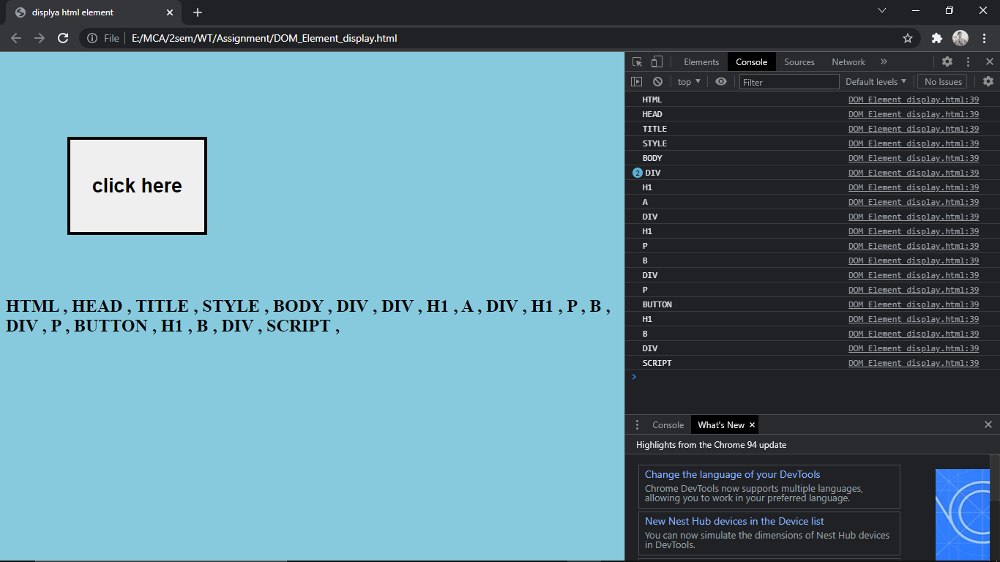 displya html element
File E:/MCA/2sem/WT/Assignment/DOM_Element_display.html
Elements Console Sources Network
top Filter Default levels No Issues
HTML DOM_Element_display.html:39
HEAD DOM_Element_display.html:39
TITLE DOM_Element_display.html:39
STYLE DOM_Element_display.html:39
BODY DOM_Element_display.html:39
2 DIV DOM_Element_display.html:39
H1 DOM_Element_display.html:39
A DOM_Element_display.html:39
DIV DOM_Element_display.html:39
H1 DOM_Element_display.html:39
P DOM_Element_display.html:39
B DOM_Element_display.html:39
DIV DOM_Element_display.html:39
P DOM_Element_display.html:39
BUTTON DOM_Element_display.html:39
H1 DOM_Element_display.html:39
B DOM_Element_display.html:39
DIV DOM_Element_display.html:39
SCRIPT DOM_Element_display.html:39
click here
HTML , HEAD , TITLE , STYLE , BODY , DIV , DIV , H1 , A , DIV , H1 , P , B ,
DIV , P , BUTTON , H1 , B , DIV , SCRIPT ,
Console What's New
Highlights from the Chrome 94 update
Change the language of your DevTools
Chrome DevTools now supports multiple languages,
allowing you to work in your preferred language.
New Nest Hub devices in the Device list
You can now simulate the dimensions of Nest Hub devices
in DevTools.